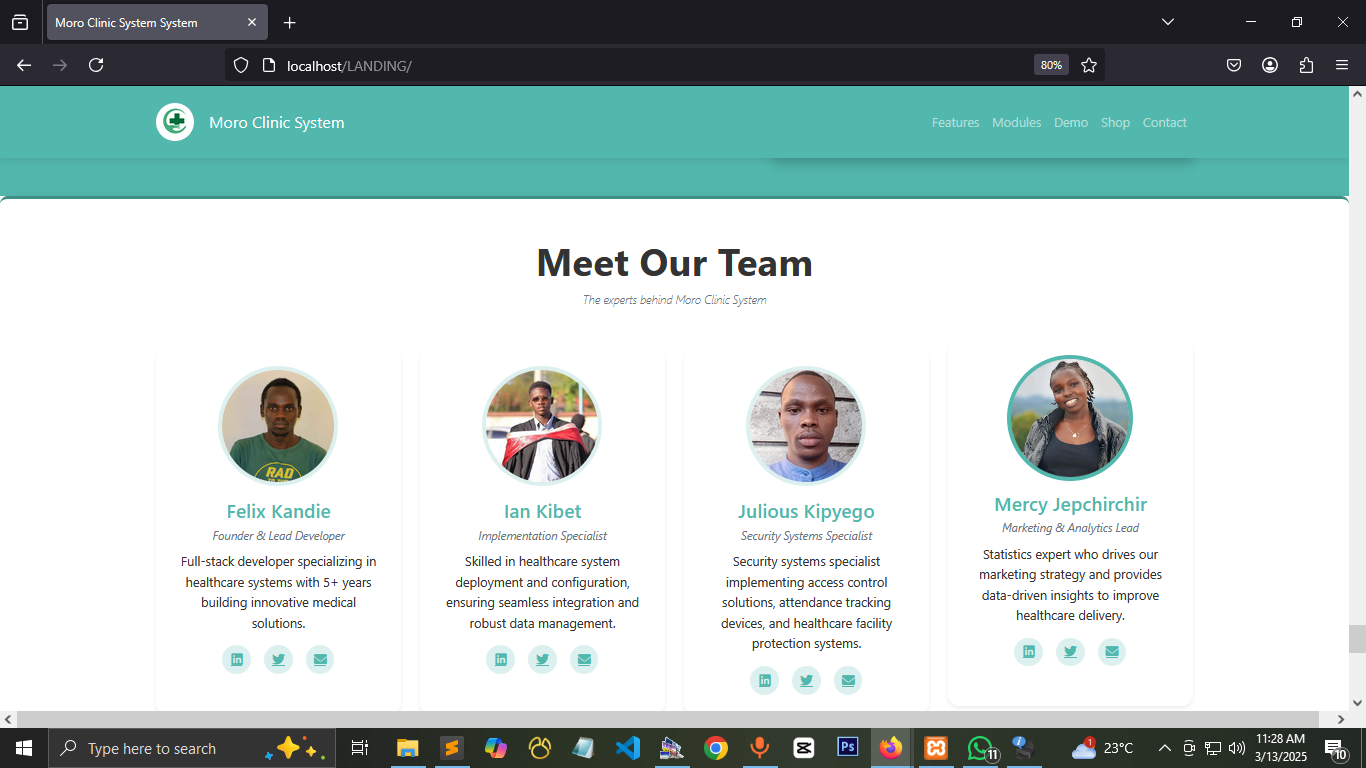 Moro Clinic System System
localhost/LANDING/
80%
Moro Clinic System
Features Modules Demo Shop Contact
Meet Our Team
The experts behind Moro Clinic System
RAD
Felix Kandie
Founder & Lead Developer
Full-stack developer specializing in
healthcare systems with 5+ years
building innovative medical
solutions.
Ian Kibet
Implementation Specialist
Skilled in healthcare system
deployment and configuration,
ensuring seamless integration and
robust data management.
Julious Kipyego
Security Systems Specialist
Security systems specialist
implementing access control
solutions, attendance tracking
devices, and healthcare facility
protection systems.
Mercy Jepchirchir
Marketing & Analytics Lead
Statistics expert who drives our
marketing strategy and provides
data-driven insights to improve
healthcare delivery.
Type here to search
Ps
11
1
23°C
11:28 AM
3/13/2025
10